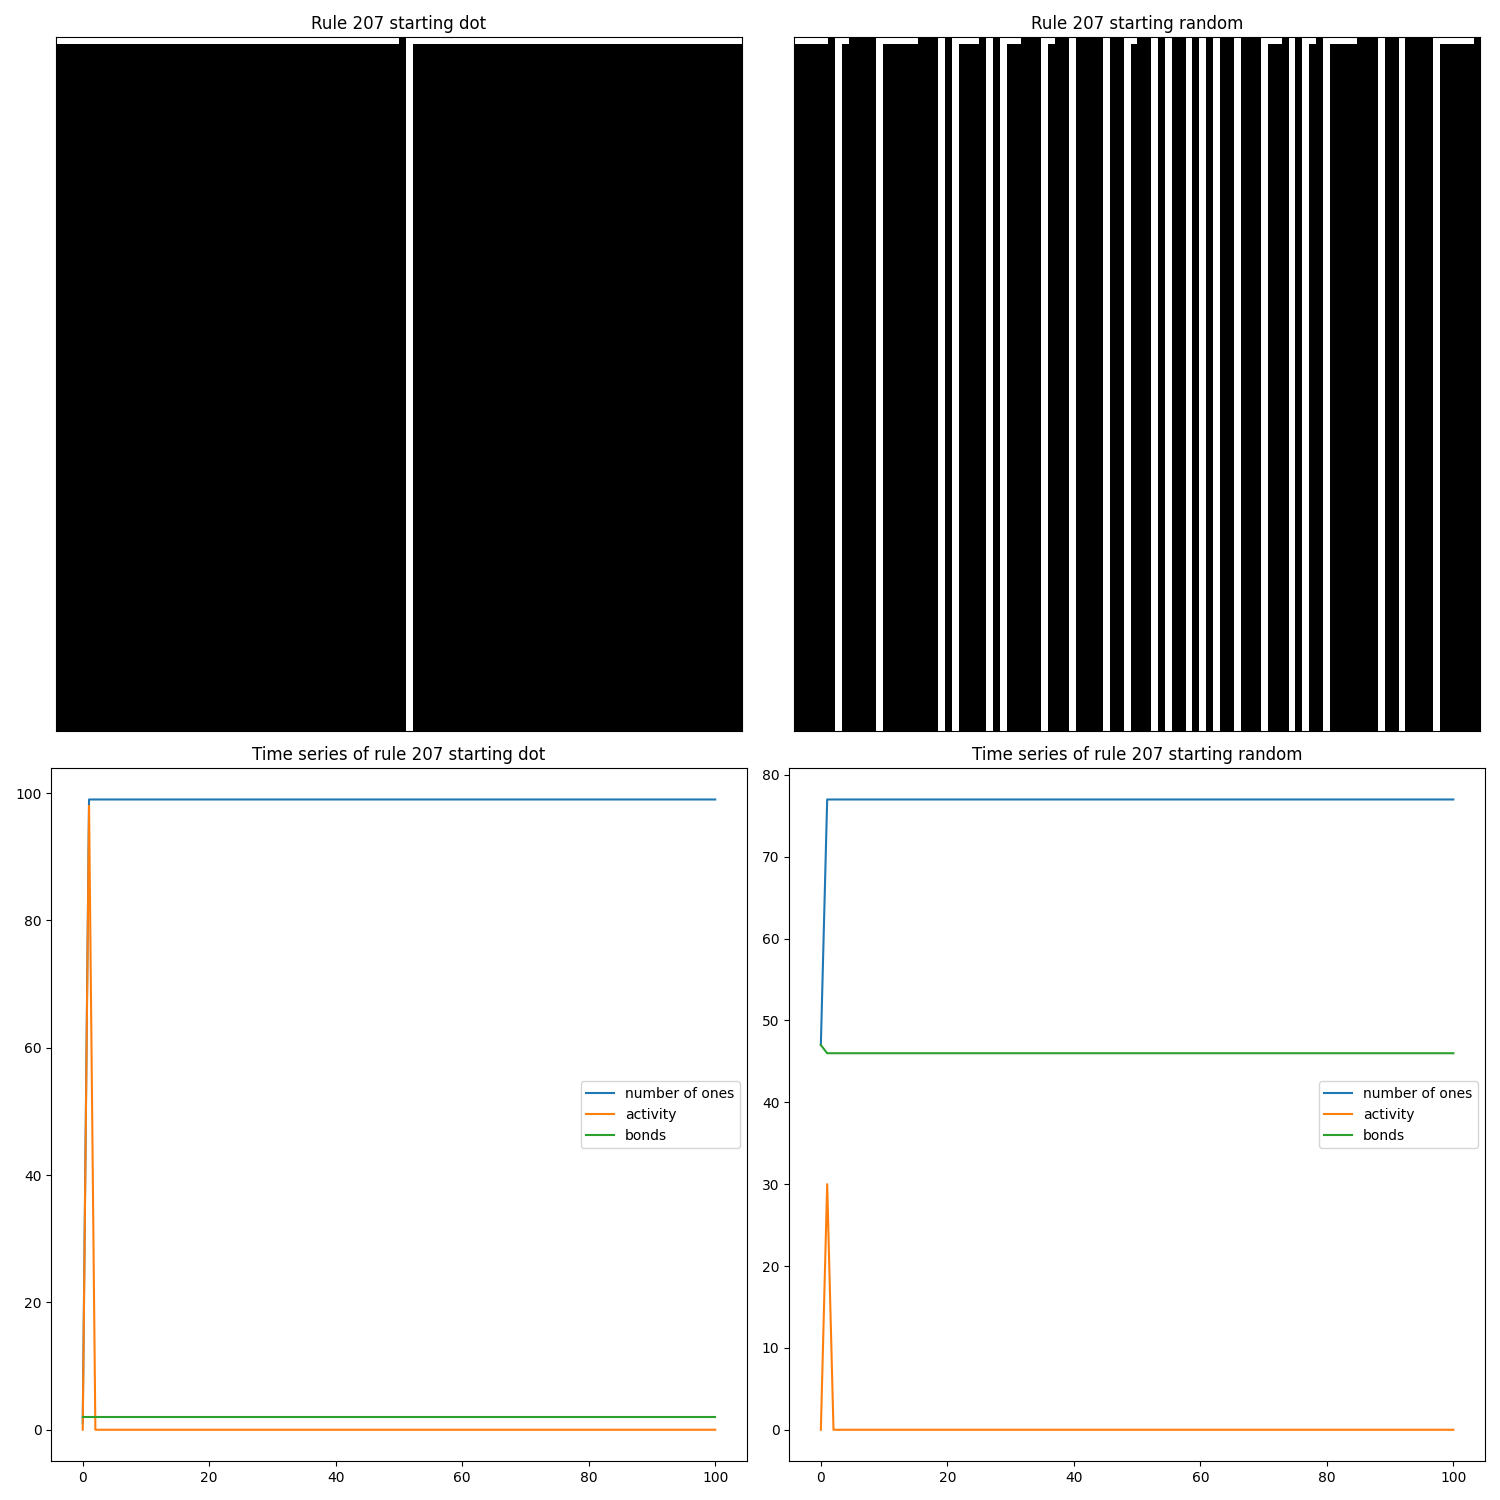 Rule 207 starting dot
Rule 207 starting random
Time series of rule 207 starting dot
100
80
60
40
20
0
0 20 40 60 80 100
number of ones
activity
bonds
Time series of rule 207 starting random
80
70
60
50
40
30
20
10
0
0 20 40 60 80 100
number of ones
activity
bonds